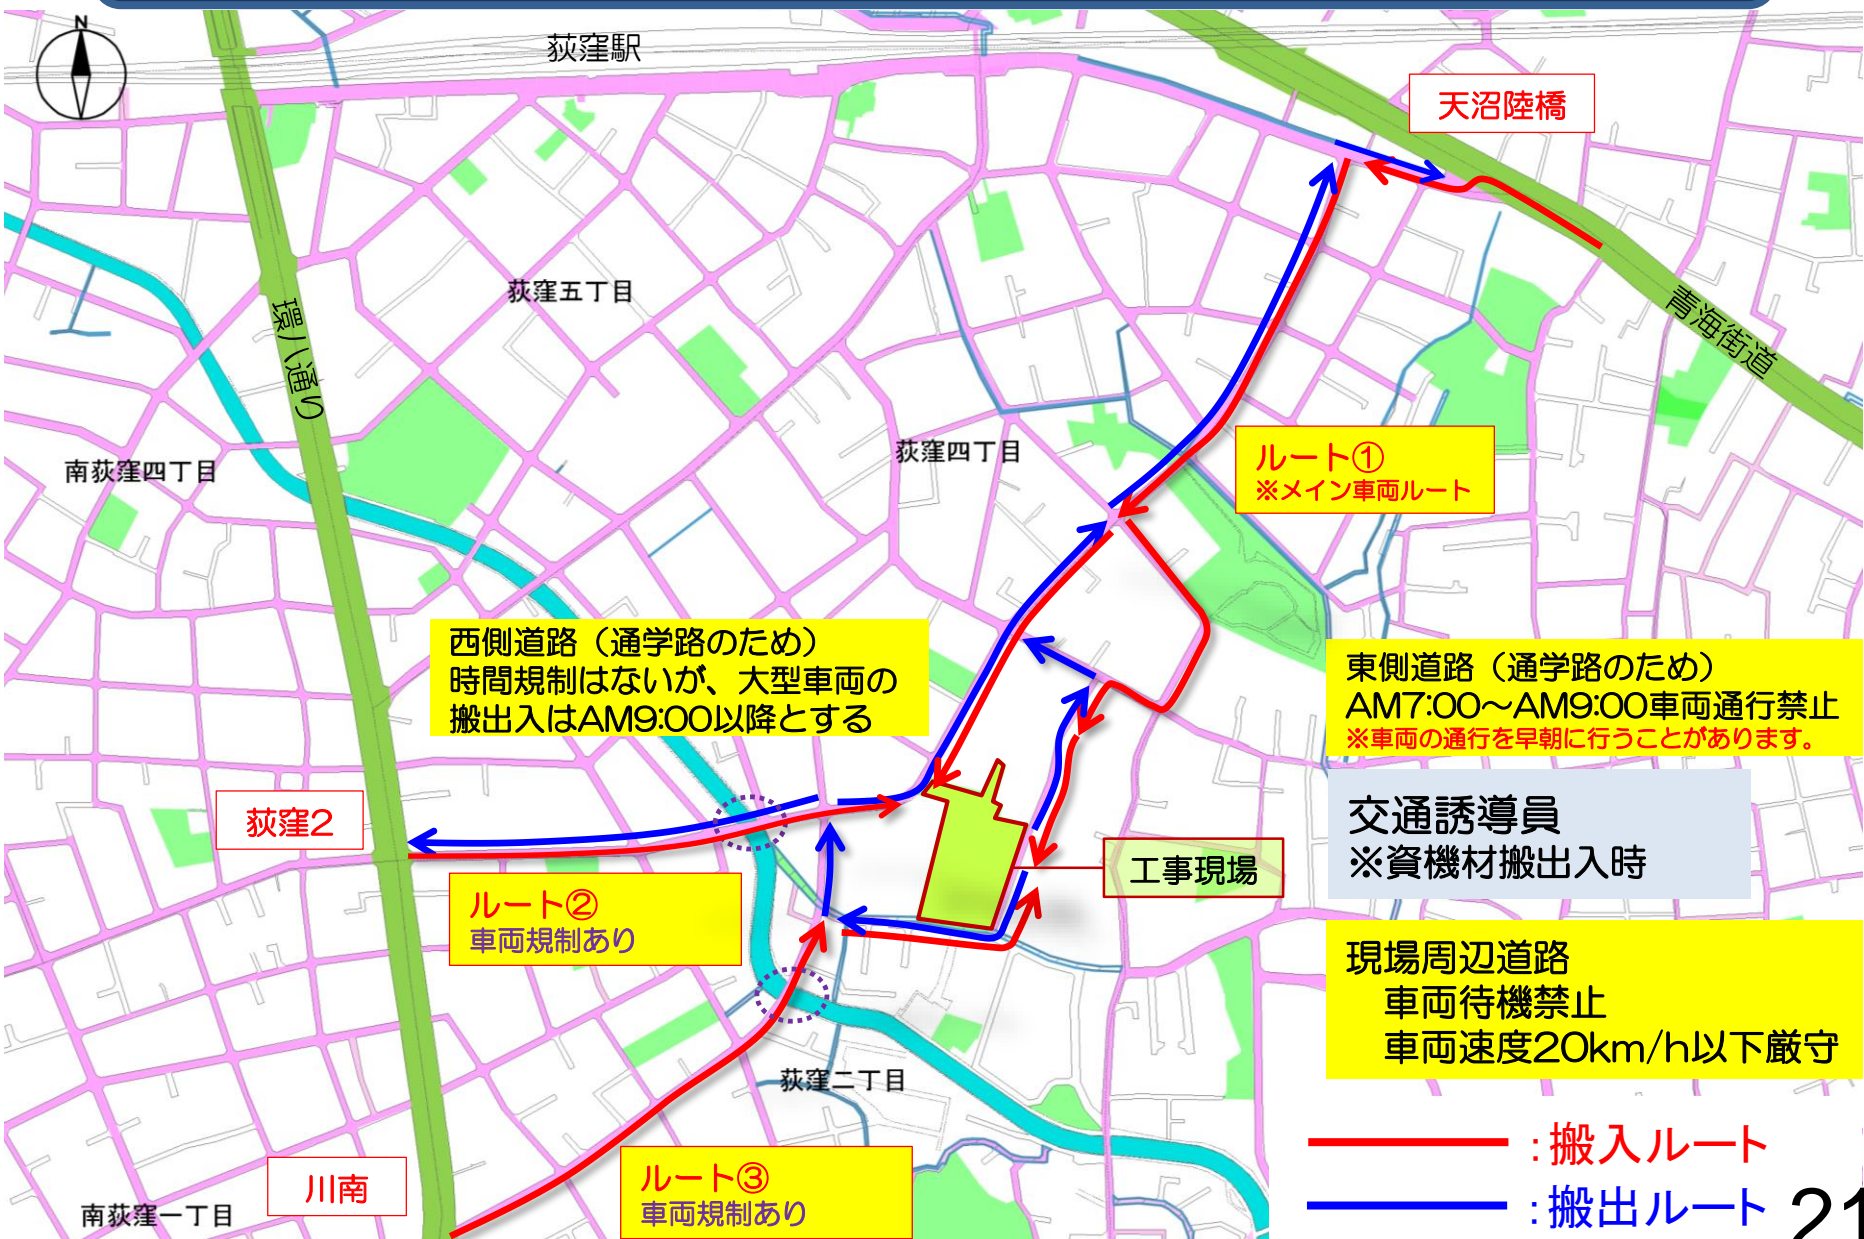 N
荻窪駅
天沼陸橋
環八通り
荻窪五丁目
青海街道
南荻窪四丁目
荻窪四丁目
ルート①
※メイン車両ルート
西側道路（通学路のため）
時間規制はないが、大型車両の
搬出入はAM9:00以降とする
東側道路（通学路のため）
AM7:00～AM9:00車両通行禁止
※車両の通行を早朝に行うことがあります。
荻窪2
交通誘導員
※資機材搬出入時
工事現場
ルート②
車両規制あり
現場周辺道路
車両待機禁止
車両速度20km/h以下厳守
荻窪二丁目
川南
ルート③
車両規制あり
南荻窪一丁目
：搬入ルート
：搬出ルート
21